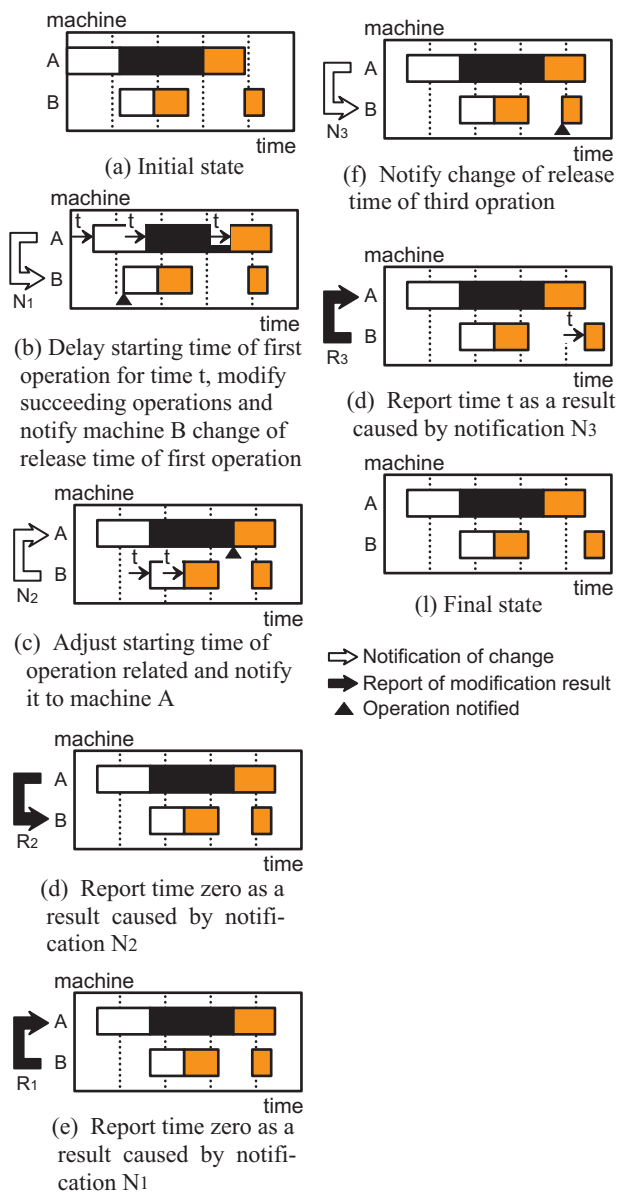 machine
A
B
time
(a) Initial state
machine
t
t
t
A
B
N1
time
(b) Delay starting time of first
operation for time t, modify
succeeding operations and
notify machine B change of
release time of first operation
machine
A
t
t
B
N2
time
(c) Adjust starting time of
operation related and notify
it to machine A
machine
A
B
R2
time
(d) Report time zero as a
result caused by notifi-
cation N2
machine
A
B
R1
time
(e) Report time zero as a
result caused by notifi-
cation N1
machine
A
B
N3
time
(f) Notify change of release
time of third opration
machine
A
B
t
R3
time
(d) Report time t as a result
caused by notification N3
machine
A
B
time
(l) Final state
Notification of change
Report of modification result
Operation notified